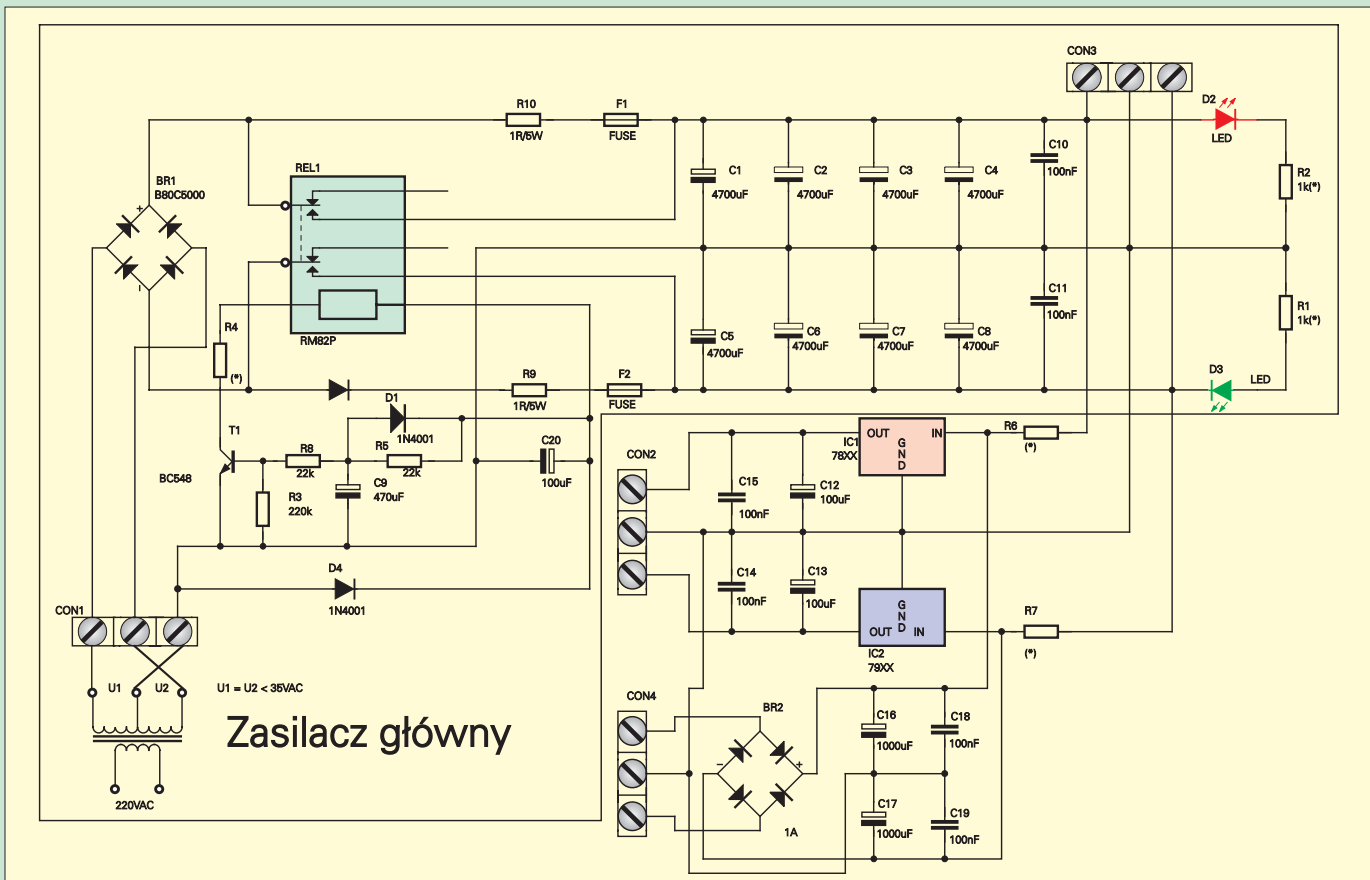 CON3
R10
1R/5W
F1
FUSE
D2
LED
BR1
B80C5000
+
-
REL1
RM82P
C1
4700uF
C2
4700uF
C3
4700uF
C4
4700uF
C10
100nF
R2
1k(*)
C5
4700uF
C6
4700uF
C7
4700uF
C8
4700uF
C11
100nF
R1
1k(*)
R4
(*)
R9
1R/5W
F2
FUSE
D3
LED
D1
1N4001
T1
BC548
R8
22k
R5
22k
C9
470uF
R3
220k
C20
100uF
D4
1N4001
CON2
C15
100nF
C12
100uF
IC1
78XX
OUT
GND
IN
R6
(*)
C14
100nF
C13
100uF
GND
OUT
IN
IC2
79XX
R7
(*)
CON1
U1
U2
U1 = U2 < 35VAC
220VAC
Zasilacz główny
CON4
BR2
-
+
1A
C16
1000uF
C18
100nF
C17
1000uF
C19
100nF